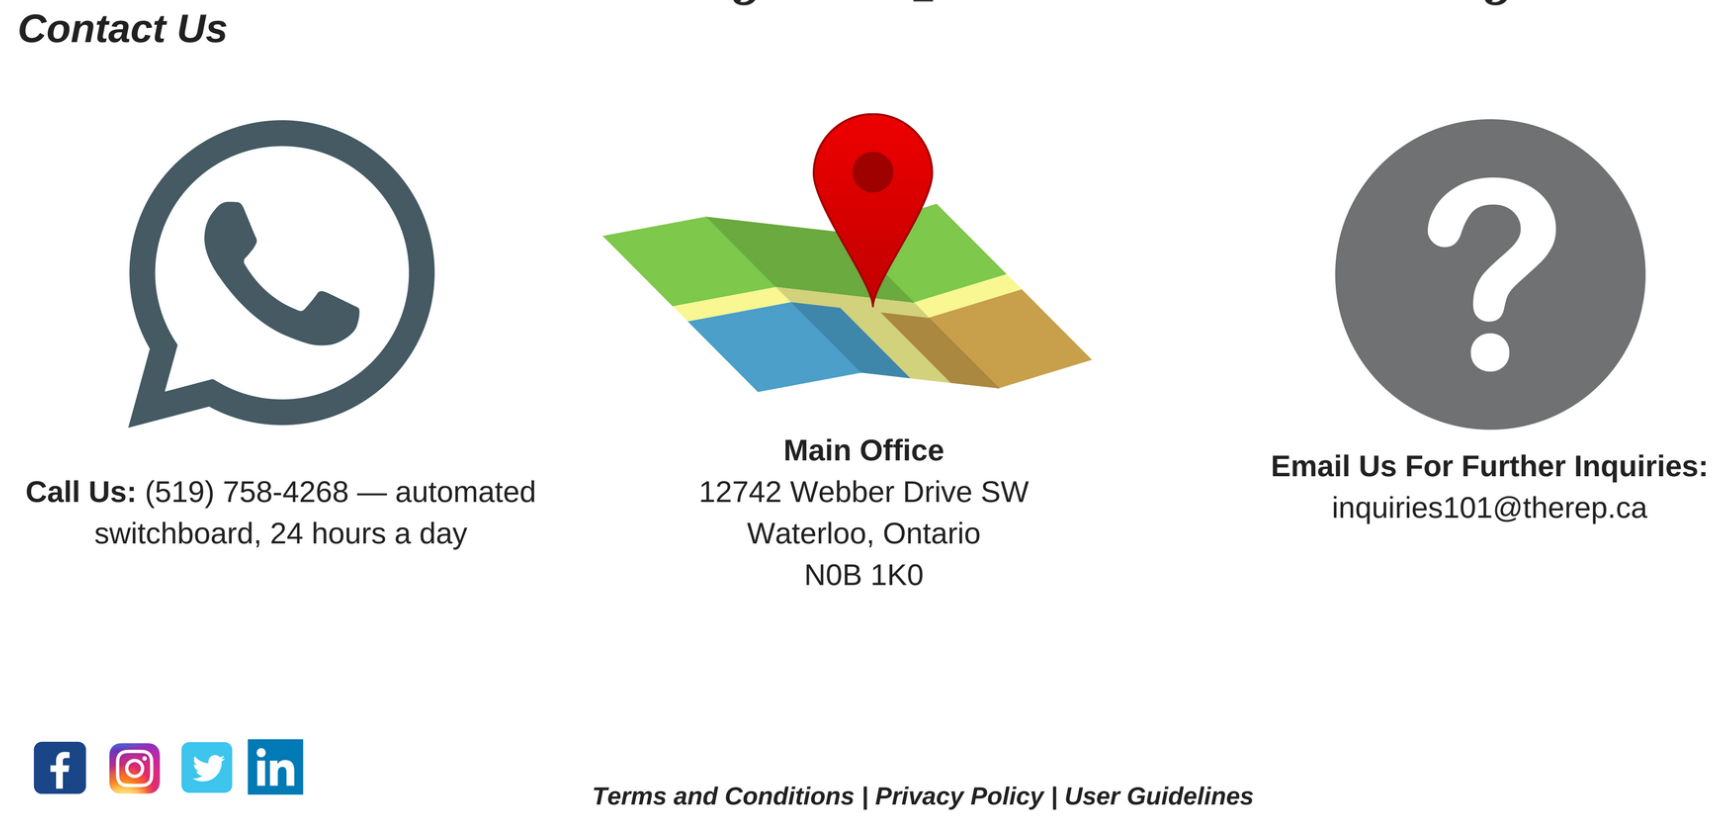 Contact Us
Call Us: (519) 758-4268 — automated
switchboard, 24 hours a day
Main Office
12742 Webber Drive SW
Waterloo, Ontario
N0B 1K0
Email Us For Further Inquiries:
inquiries101@therep.ca
Terms and Conditions | Privacy Policy | User Guidelines